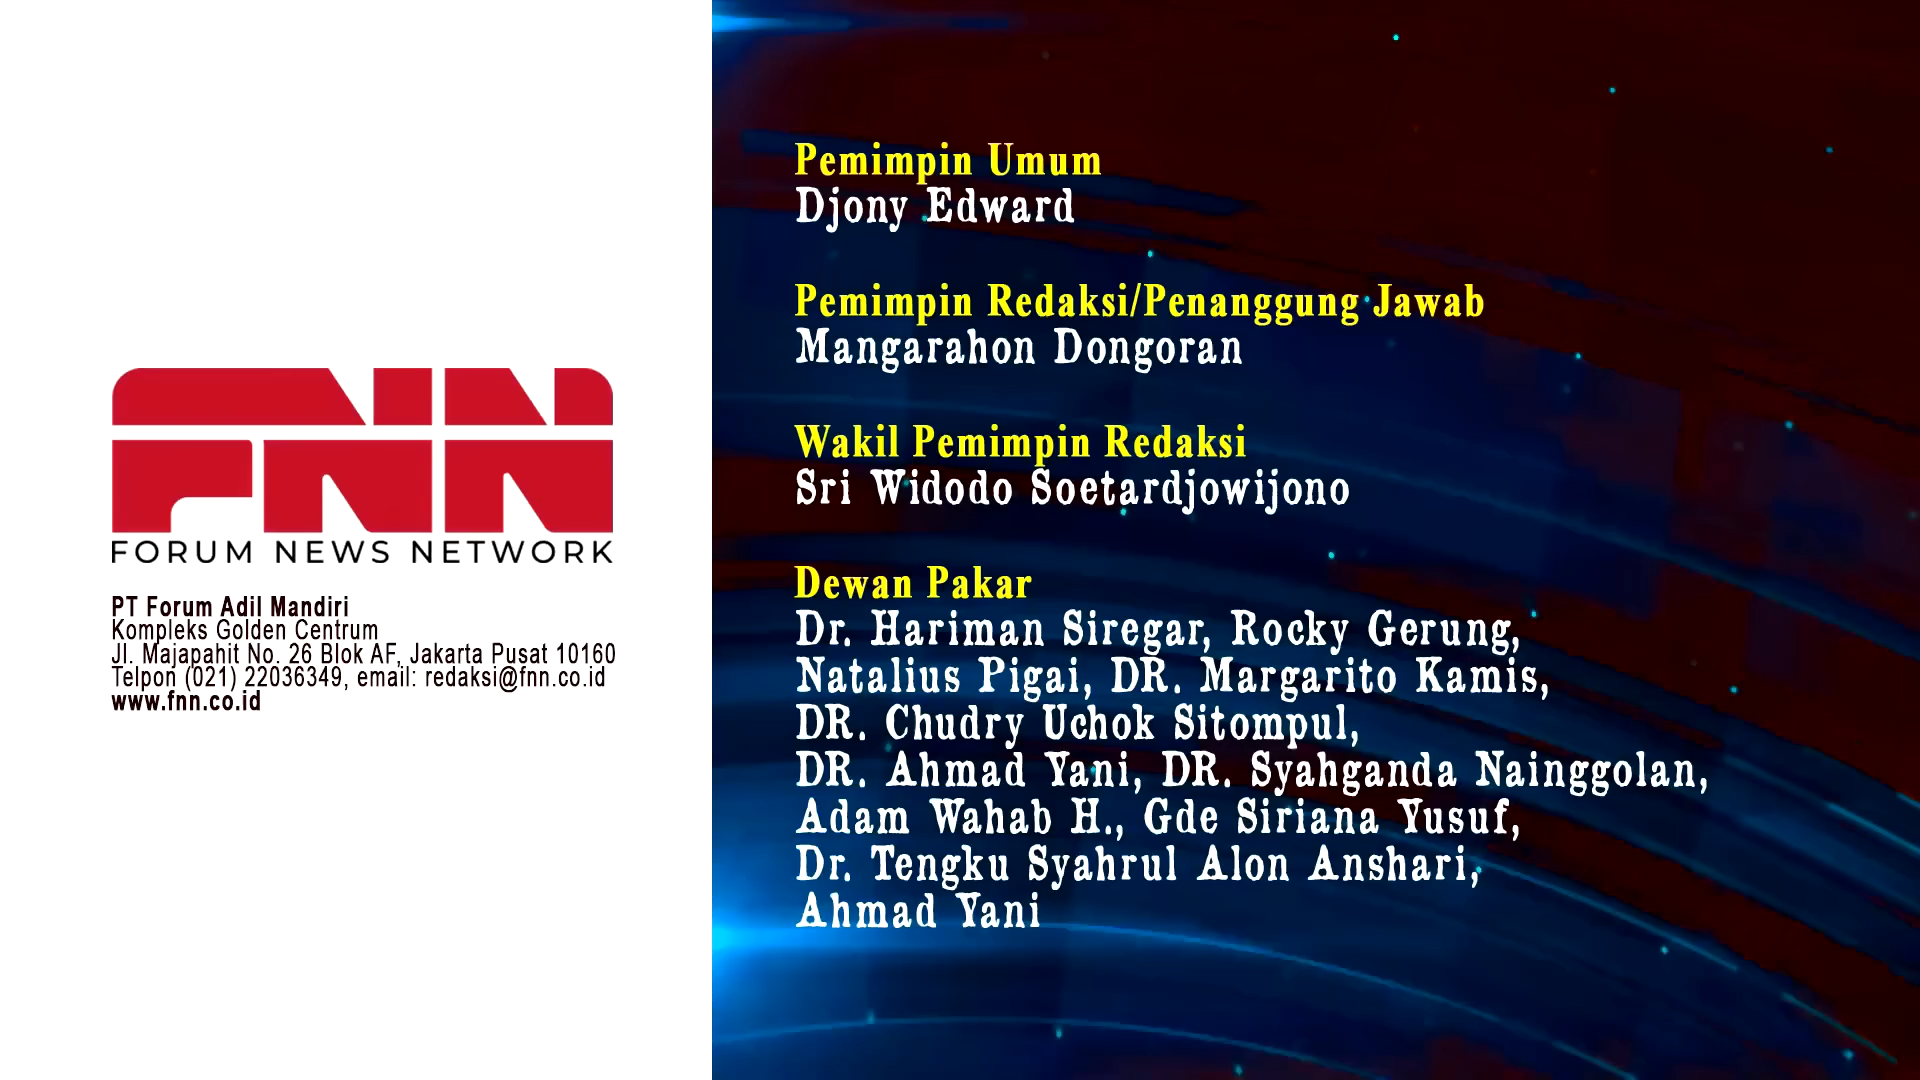 FNN
FORUM NEWS NETWORK
PT Forum Adil Mandiri
Kompleks Golden Centrum
Jl. Majapahit No. 26 Blok AF, Jakarta Pusat 10160
Telpon (021) 22036349, email: redaksi@fnn.co.id
www.fnn.co.id
Pemimpin Umum
Djony Edward
Pemimpin Redaksi/Penanggung Jawab
Mangarahon Dongoran
Wakil Pemimpin Redaksi
Sri Widodo Soetardjowijono
Dewan Pakar
Dr. Hariman Siregar, Rocky Gerung,
Natalius Pigai, DR. Margarito Kamis,
DR. Chudry Uchok Sitompul,
DR. Ahmad Yani, DR. Syahganda Nainggolan,
Adam Wahab H., Gde Siriana Yusuf,
Dr. Tengku Syahrul Alon Anshari,
Ahmad Yani